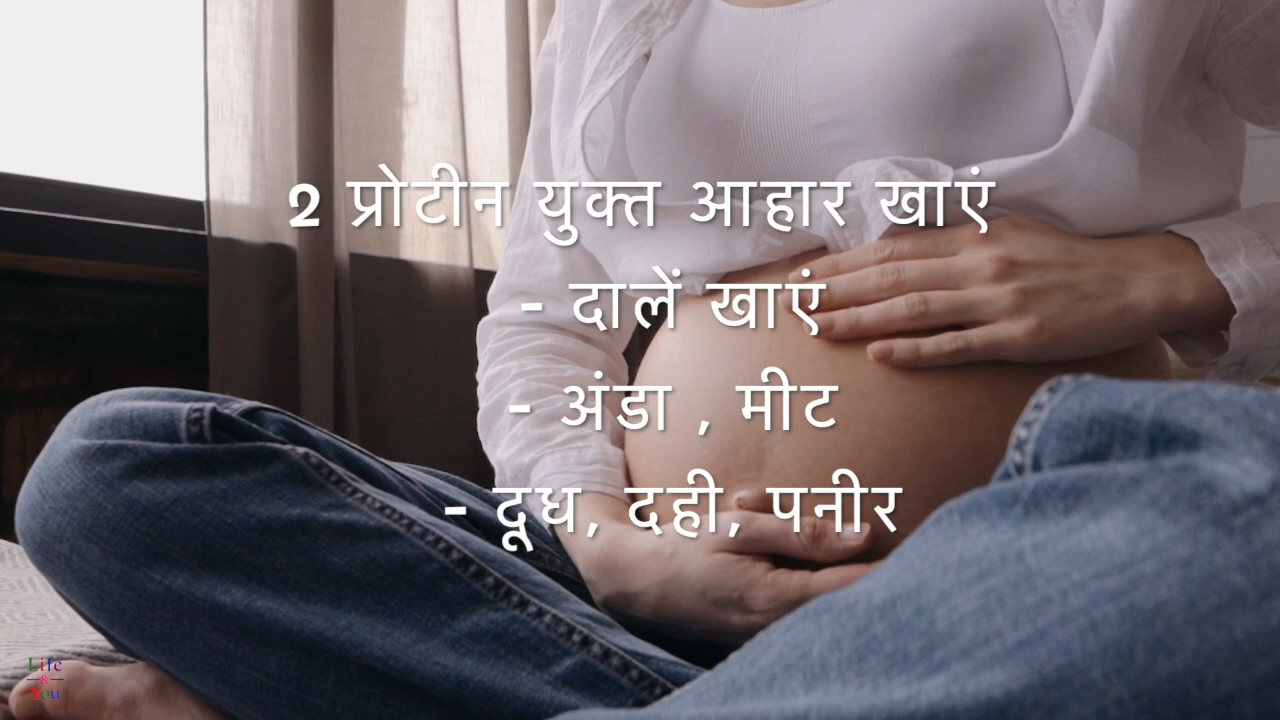 2 प्रोटीन युक्त आहार खाएं
- दालें खाएं
- अंडा , मीट
- दूध, दही, पनीर
Life
&
You